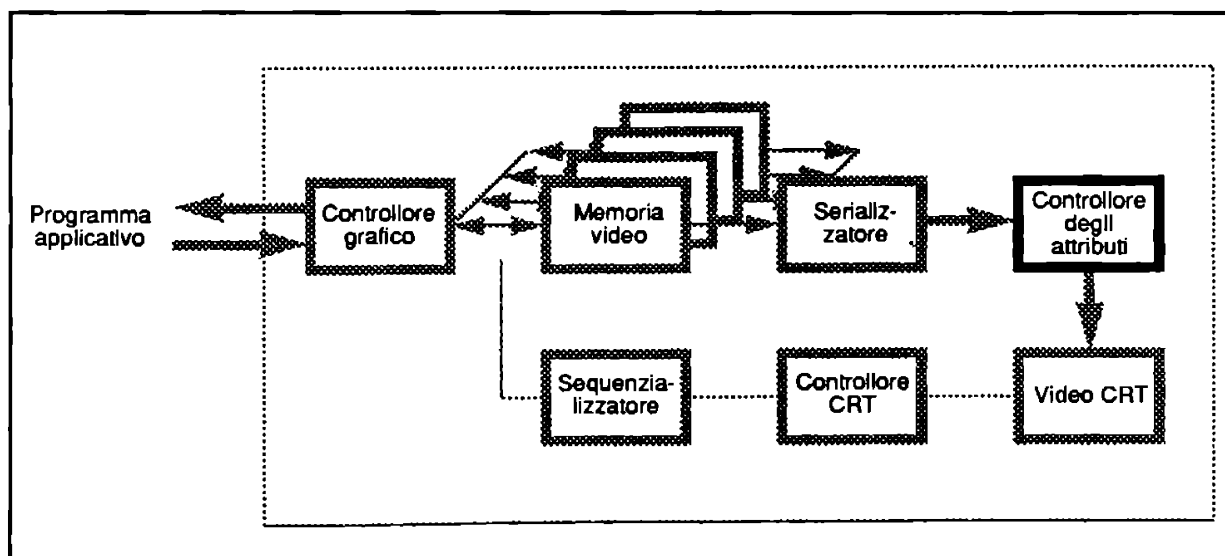 Programma
applicativo
Controllore
grafico
Memoria
video
Serializ-
zatore
Controllore
degli
attributi
Sequenzia-
lizzatore
Controllore
CRT
Video CRT